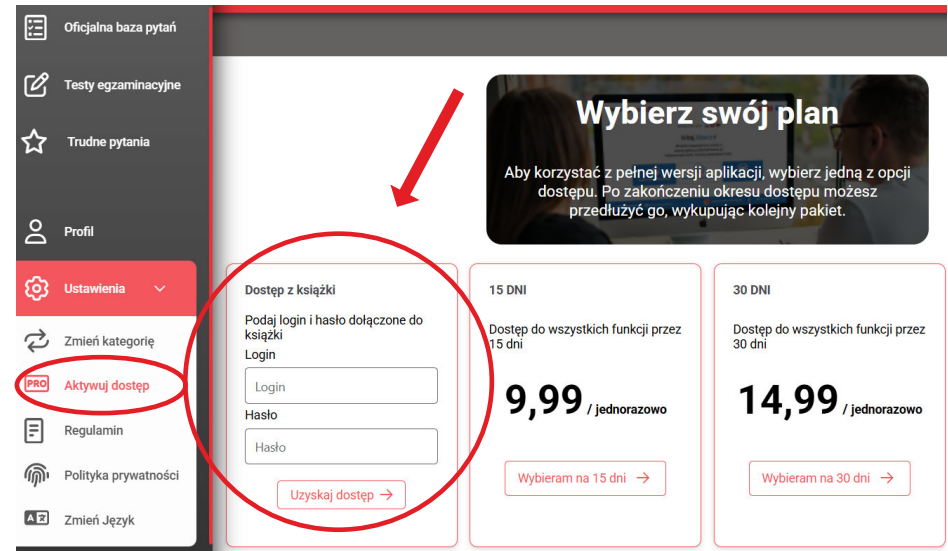 Oficjalna baza pytań
Testy egzaminacyjne
Trudne pytania
Profil
Ustawienia
Zmień kategorię
PRO
Aktywuj dostęp
Regulamin
Polityka prywatności
Zmień Język
Wybierz swój plan
Aby korzystać z pełnej wersji aplikacji, wybierz jedną z opcji
dostępu. Po zakończeniu okresu dostępu możesz
przedłużyć go, wykupując kolejny pakiet.
Dostęp z książki
Podaj login i hasło dołączone do
książki
Login
Login
Hasło
Hasło
Uzyskaj dostęp →
15 DNI
Dostęp do wszystkich funkcji przez
15 dni
9,99 / jednorazowo
Wybieram na 15 dni →
30 DNI
Dostęp do wszystkich funkcji przez
30 dni
14,99 / jednorazowo
Wybieram na 30 dni →